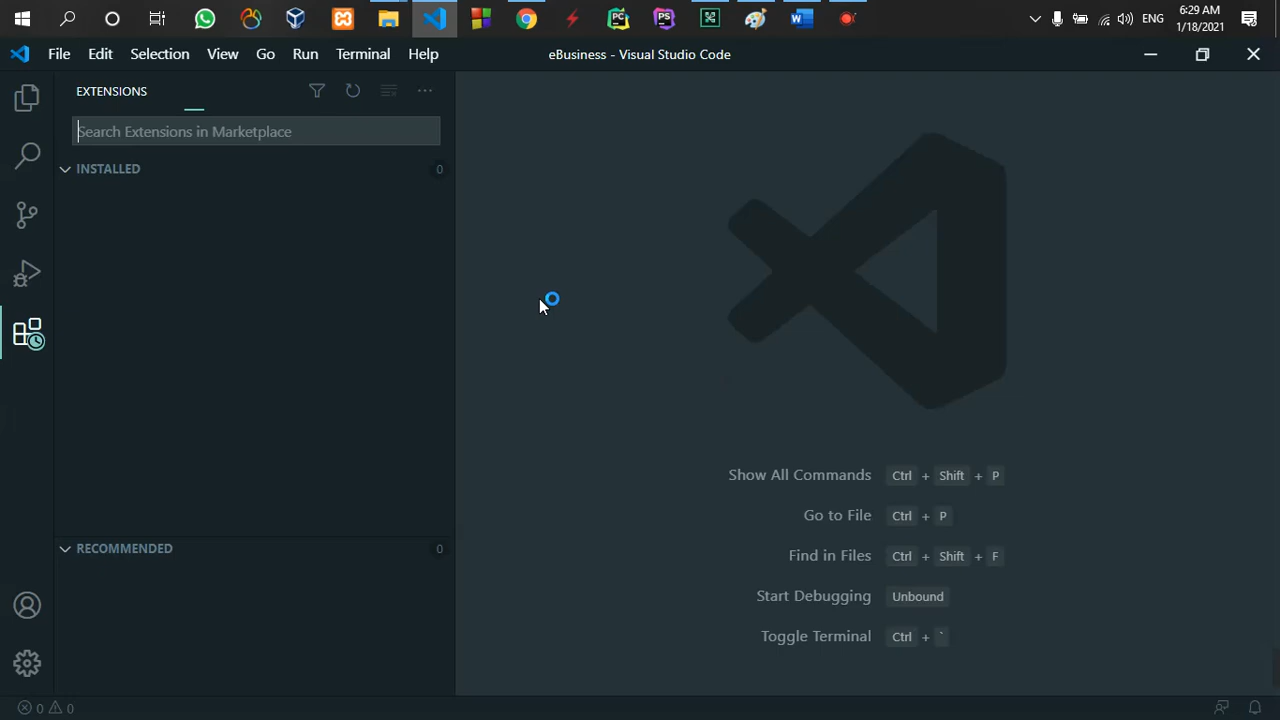 6:29 AM
ENG
1/18/2021
File Edit Selection View Go Run Terminal Help
eBusiness - Visual Studio Code
EXTENSIONS
Search Extensions in Marketplace
INSTALLED 0
RECOMMENDED 0
Show All Commands Ctrl + Shift + P
Go to File Ctrl + P
Find in Files Ctrl + Shift + F
Start Debugging Unbound
Toggle Terminal Ctrl + `
0 0